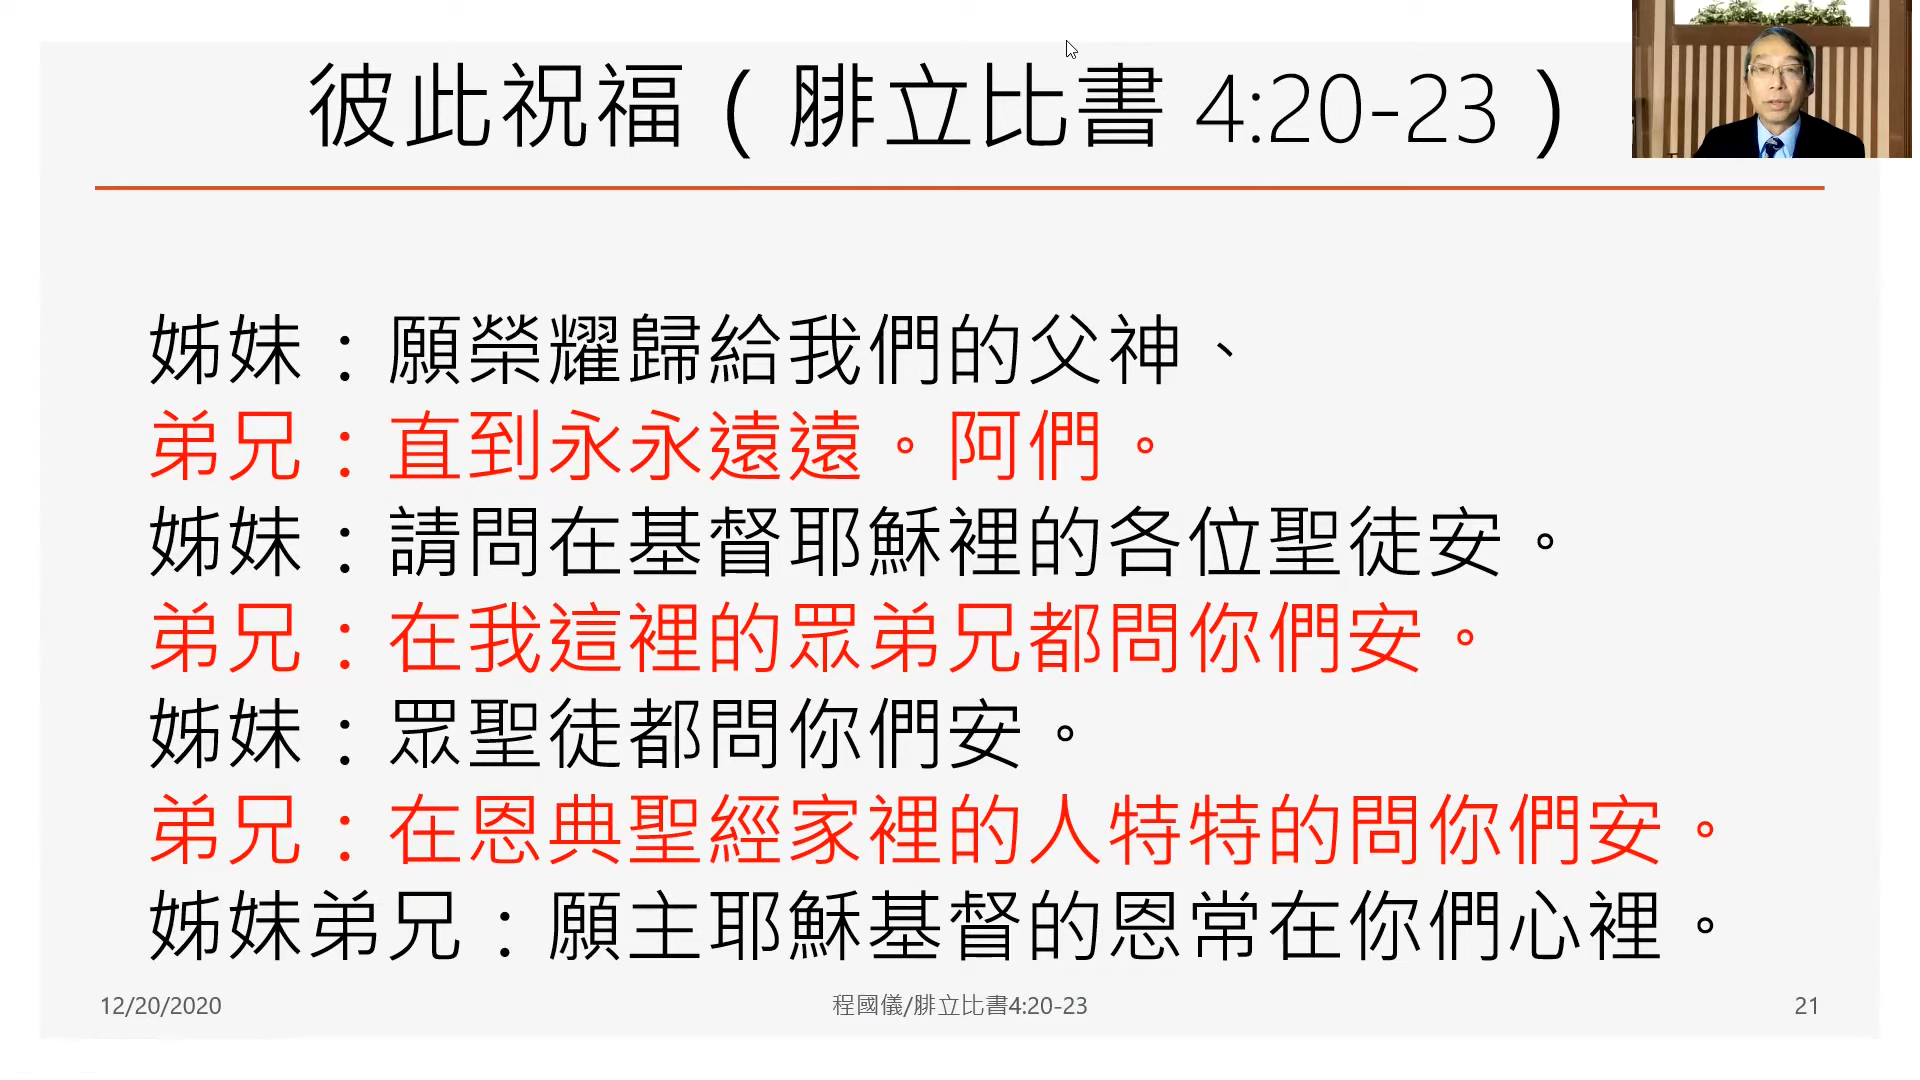 彼此祝福（腓立比書 4:20-23）
姊妹：願榮耀歸給我們的父神、
弟兄：直到永永遠遠。阿們。
姊妹：請問在基督耶穌裡的各位聖徒安。
弟兄：在我這裡的眾弟兄都問你們安。
姊妹：眾聖徒都問你們安。
弟兄：在恩典聖經家裡的人特特的問你們安。
姊妹弟兄：願主耶穌基督的恩常在你們心裡。
12/20/2020
程國儀/腓立比書4:20-23
21